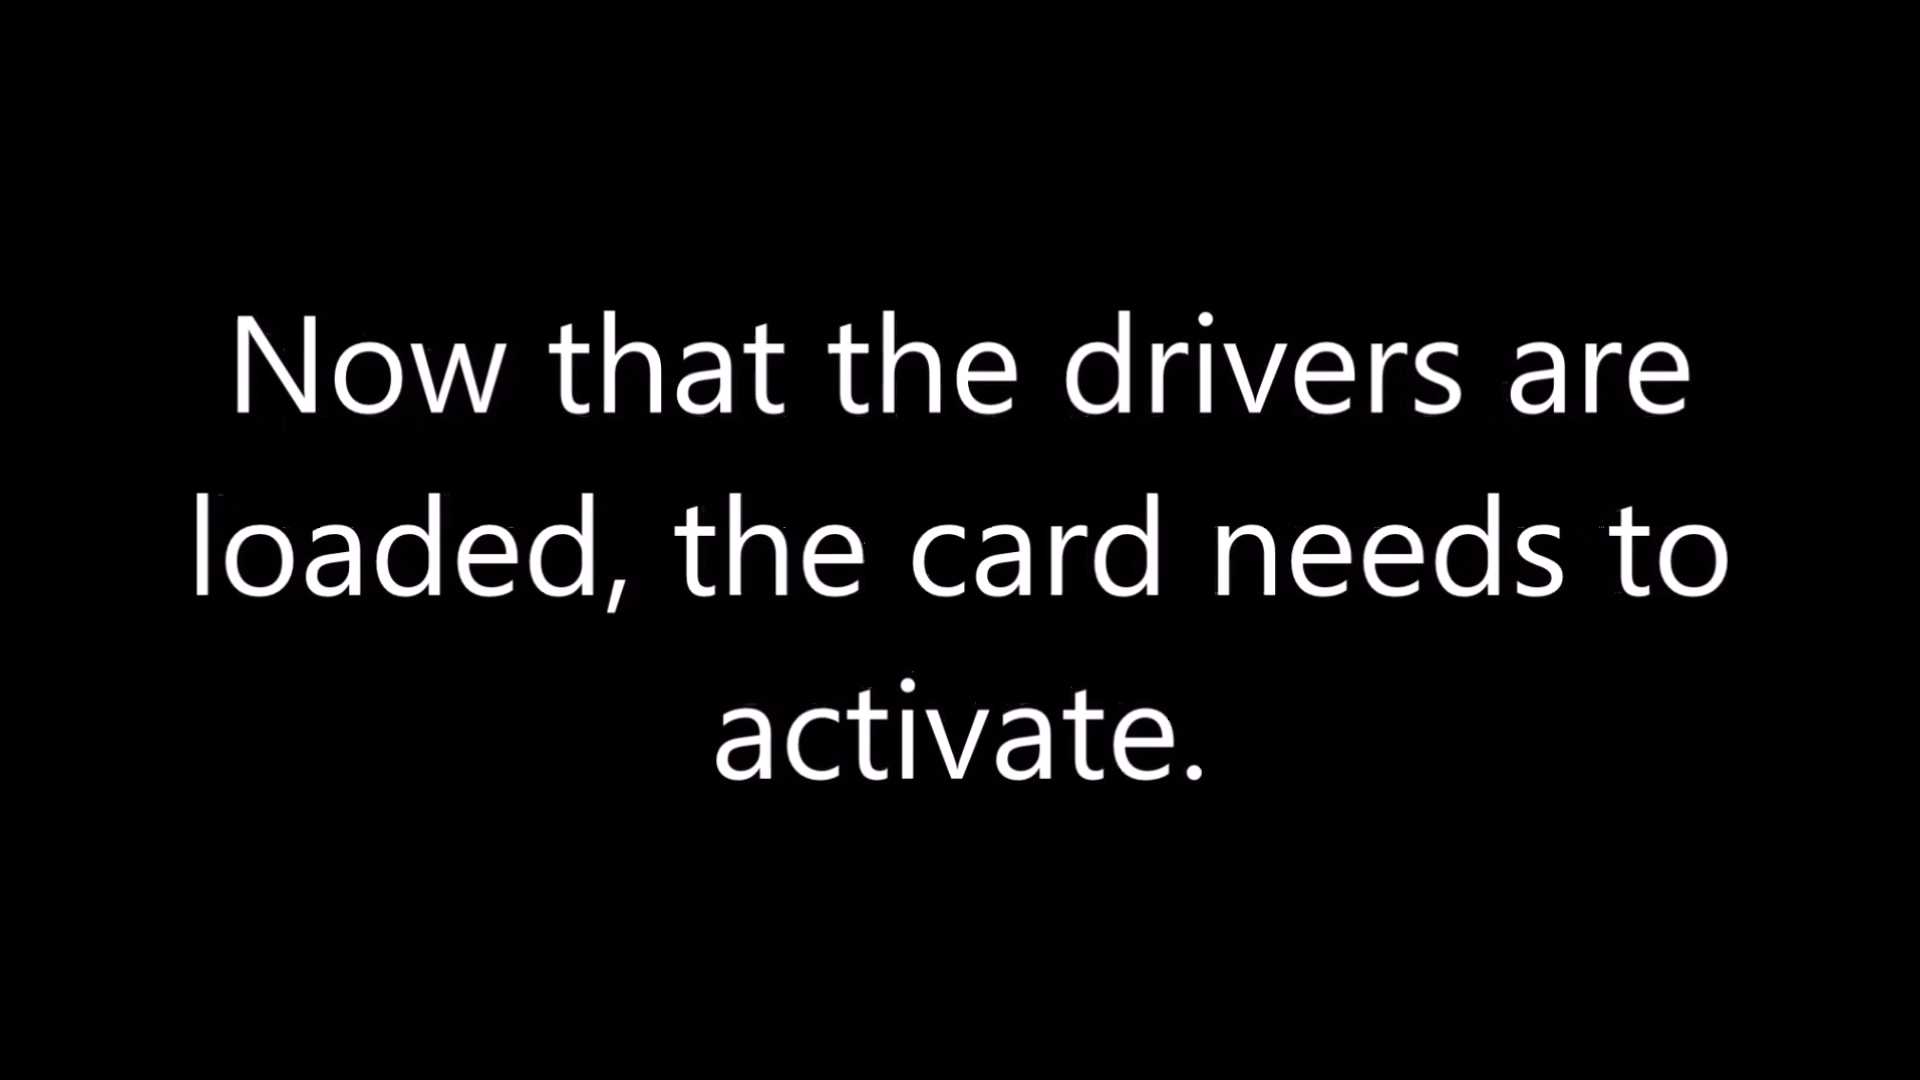 Now that the drivers are
loaded, the card needs to
activate.